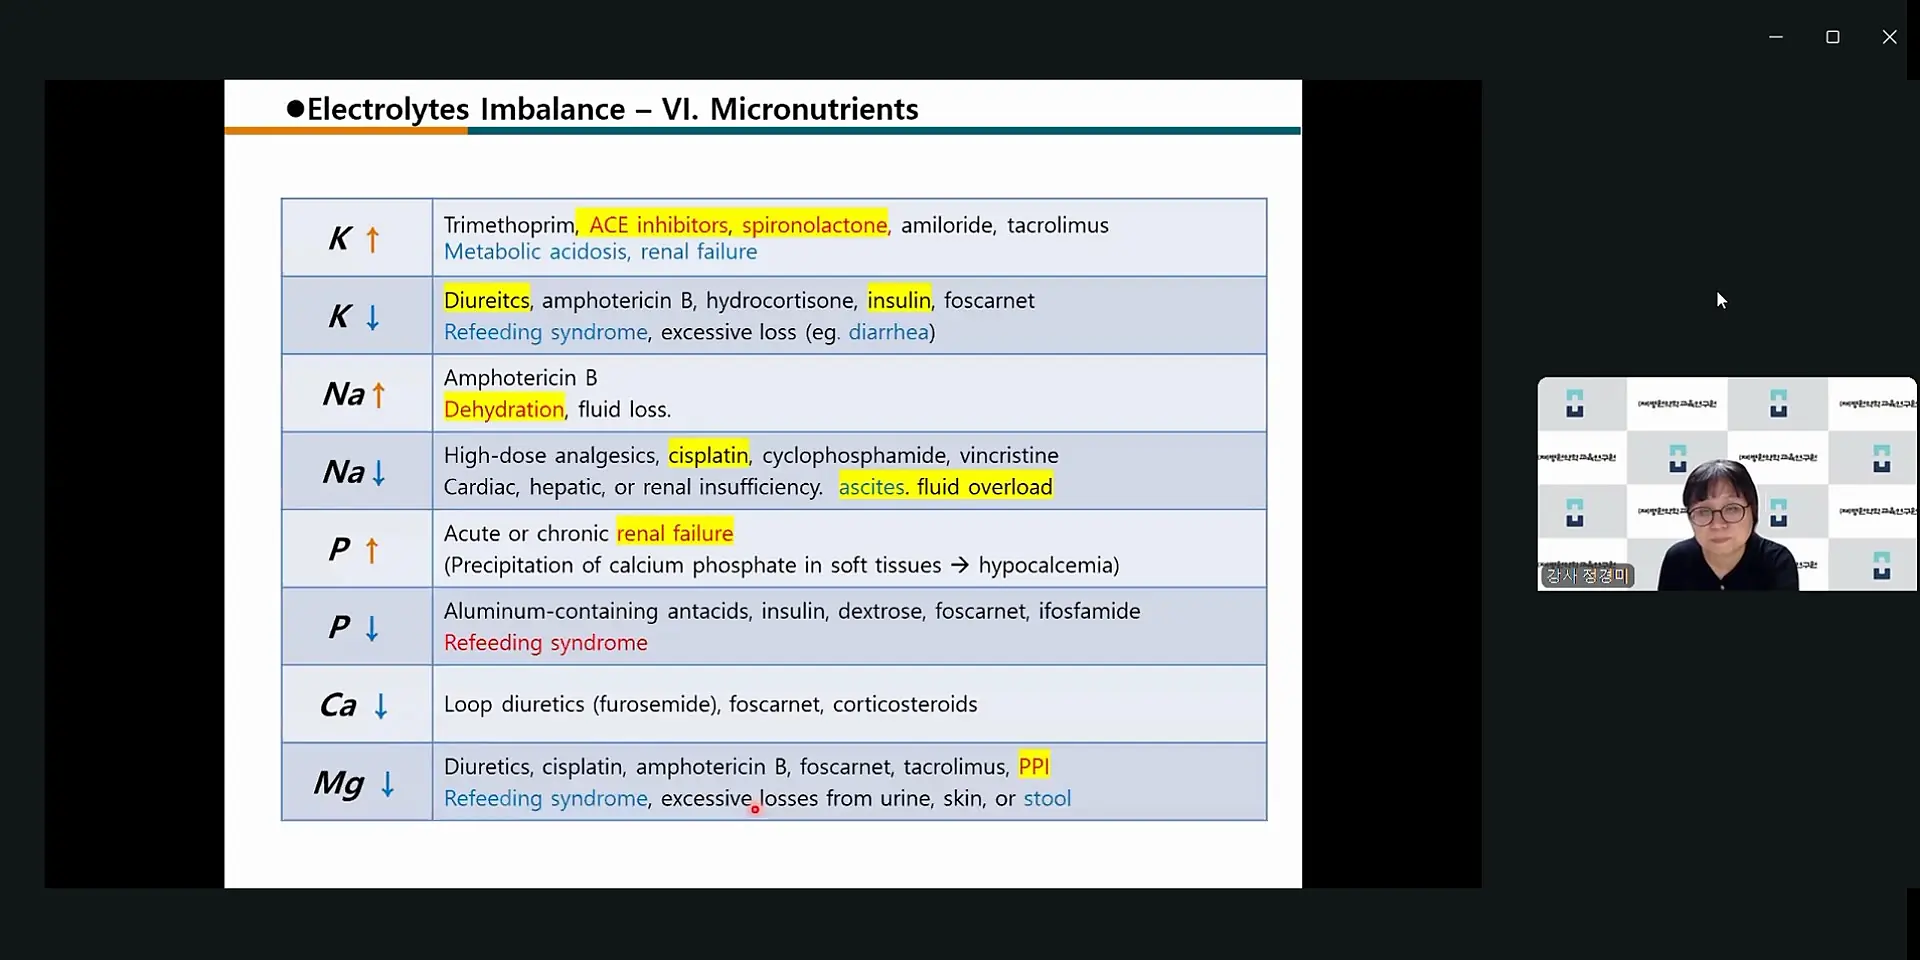 ●Electrolytes Imbalance – VI. Micronutrients
K ↑
Trimethoprim, ACE inhibitors, spironolactone, amiloride, tacrolimus
Metabolic acidosis, renal failure
K ↓
Diureitcs, amphotericin B, hydrocortisone, insulin, foscarnet
Refeeding syndrome, excessive loss (eg. diarrhea)
Na ↑
Amphotericin B
Dehydration, fluid loss.
Na ↓
High-dose analgesics, cisplatin, cyclophosphamide, vincristine
Cardiac, hepatic, or renal insufficiency. ascites. fluid overload
P ↑
Acute or chronic renal failure
(Precipitation of calcium phosphate in soft tissues → hypocalcemia)
P ↓
Aluminum-containing antacids, insulin, dextrose, foscarnet, ifosfamide
Refeeding syndrome
Ca ↓
Loop diuretics (furosemide), foscarnet, corticosteroids
Mg ↓
Diuretics, cisplatin, amphotericin B, foscarnet, tacrolimus, PPI
Refeeding syndrome, excessive losses from urine, skin, or stool
강사 정경미